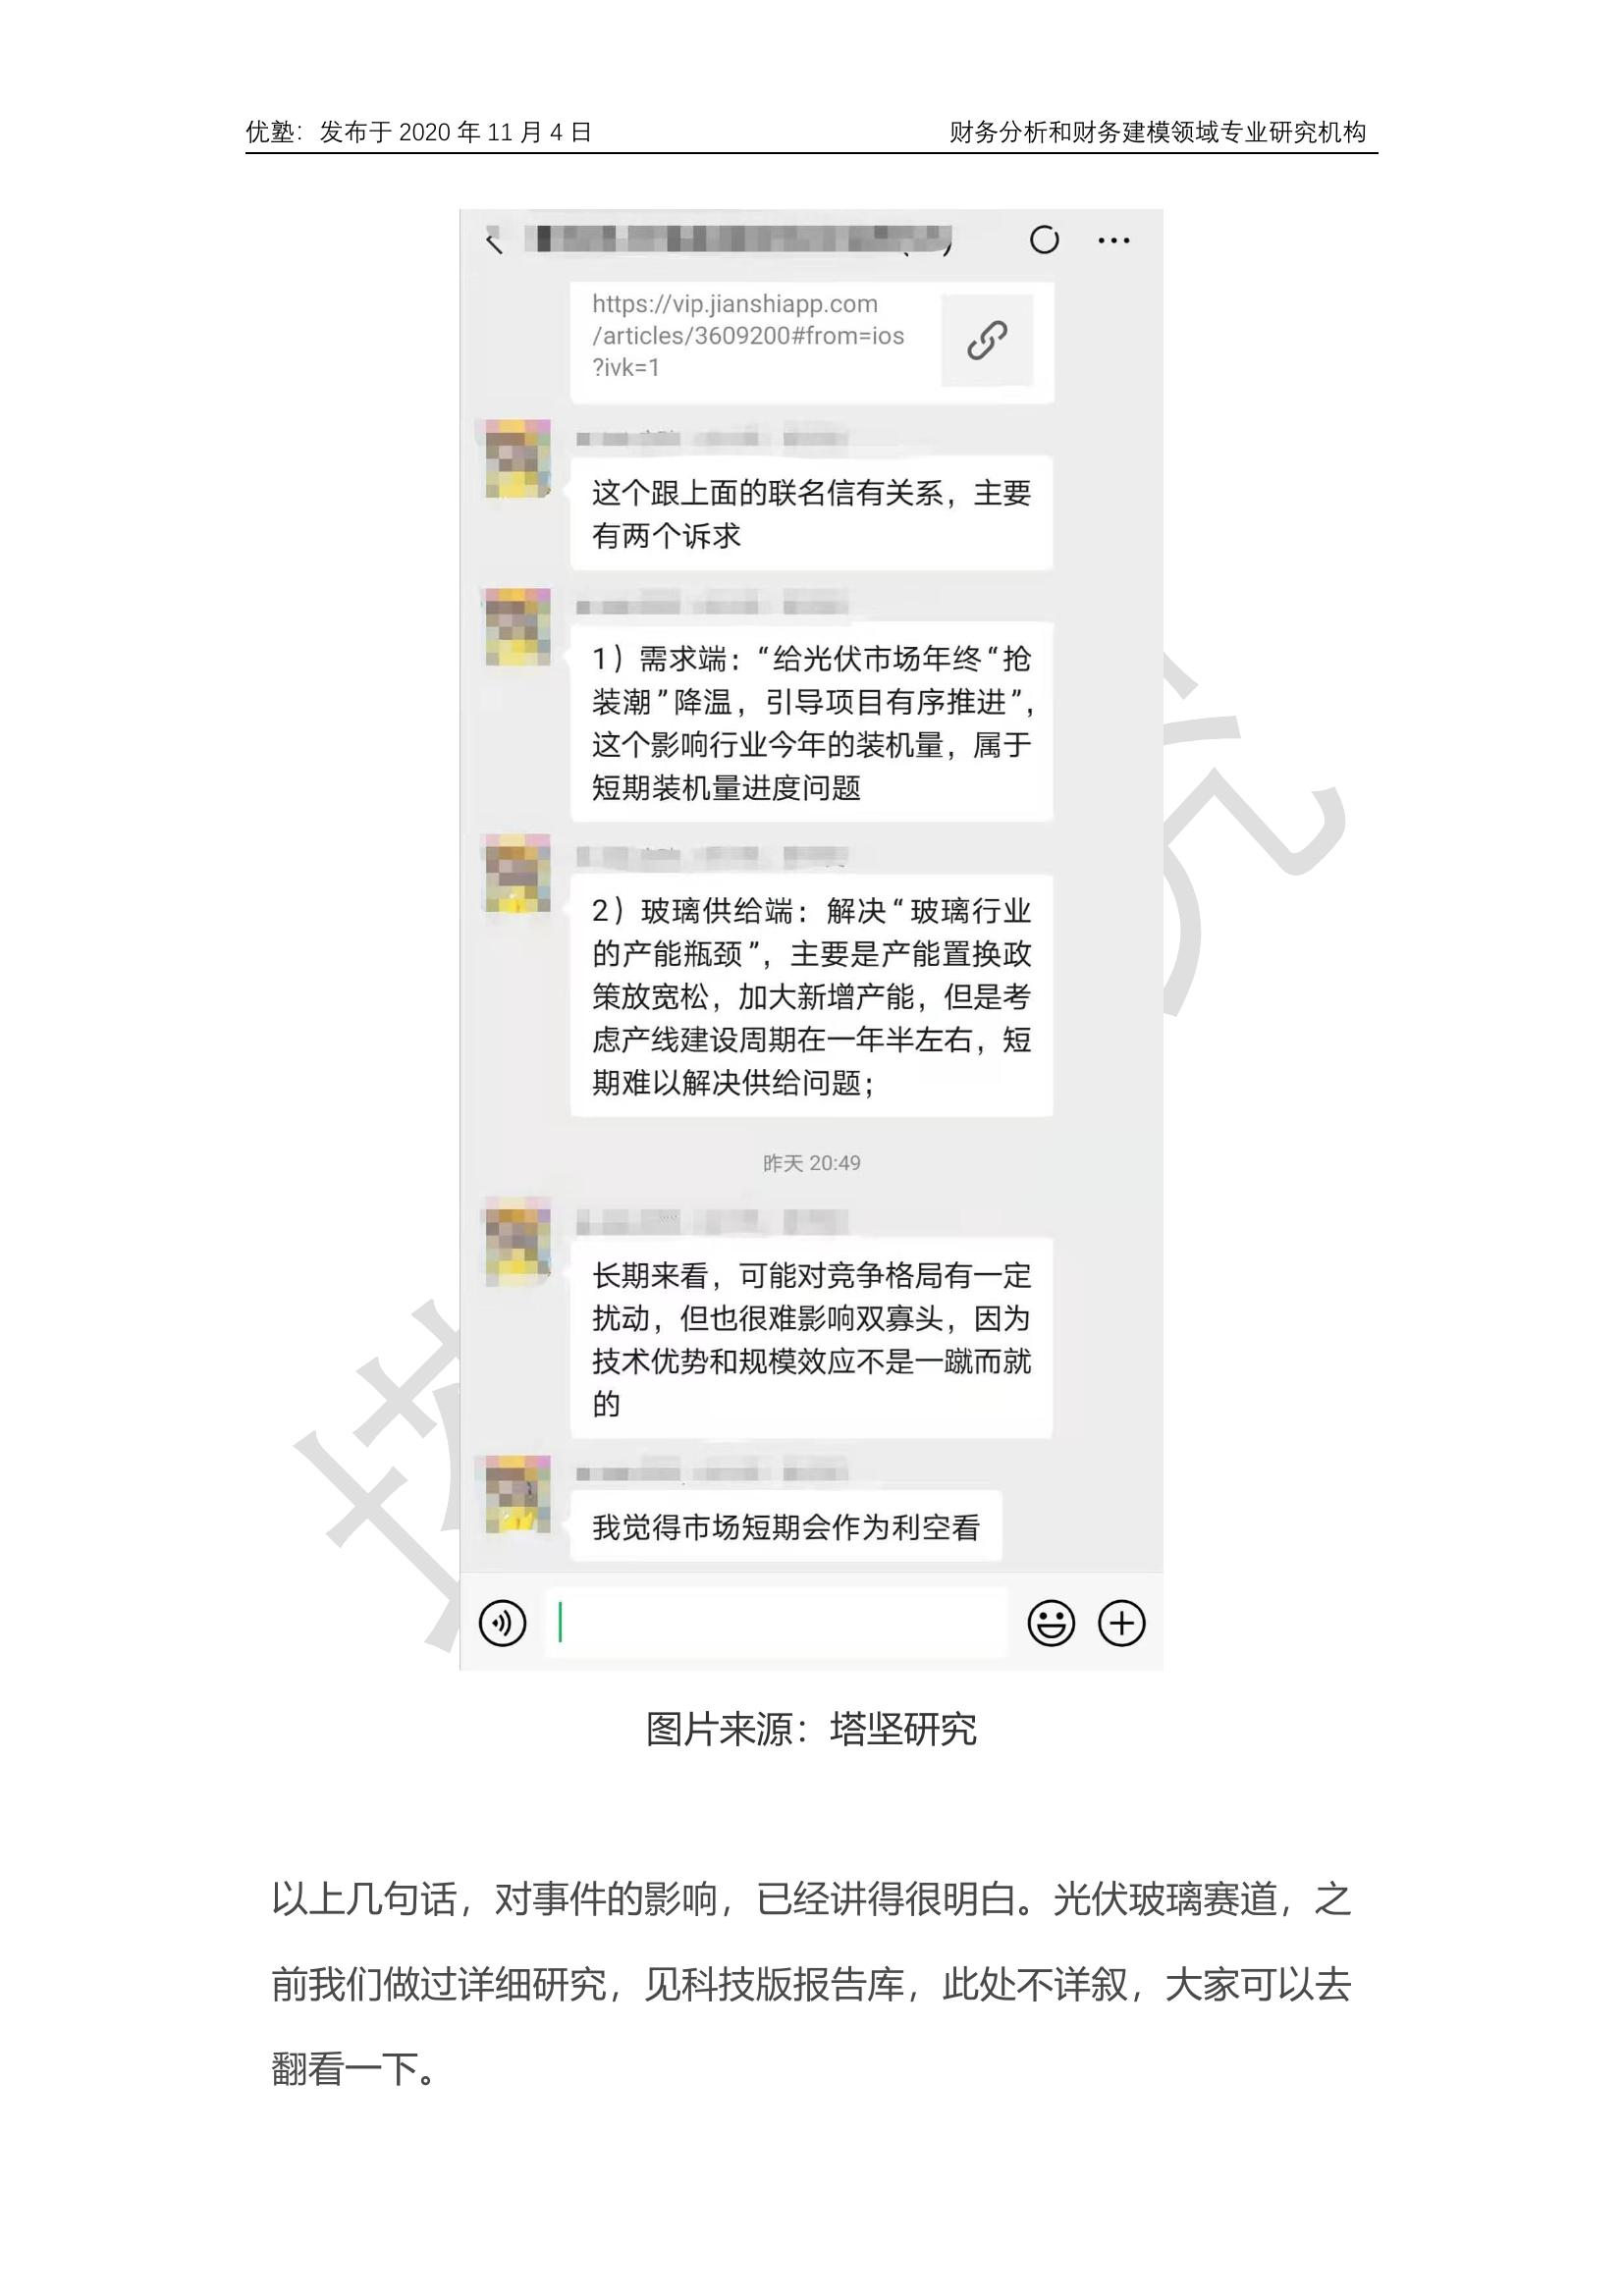 优塾：发布于 2020 年 11 月 4 日
财务分析和财务建模领域专业研究机构
https://vip.jianshiapp.com
/articles/3609200#from=ios
?ivk=1
这个跟上面的联名信有关系，主要
有两个诉求
1）需求端：“给光伏市场年终“抢
装潮”降温，引导项目有序推进”，
这个影响行业今年的装机量，属于
短期装机量进度问题
2）玻璃供给端：解决“玻璃行业
的产能瓶颈”，主要是产能置换政
策放宽松，加大新增产能，但是考
虑产线建设周期在一年半左右，短
期难以解决供给问题；
昨天 20:49
长期来看，可能对竞争格局有一定
扰动，但也很难影响双寡头，因为
技术优势和规模效应不是一蹴而就
的
我觉得市场短期会作为利空看
图片来源：塔坚研究
以上几句话，对事件的影响，已经讲得很明白。光伏玻璃赛道，之
前我们做过详细研究，见科技版报告库，此处不详叙，大家可以去
翻看一下。